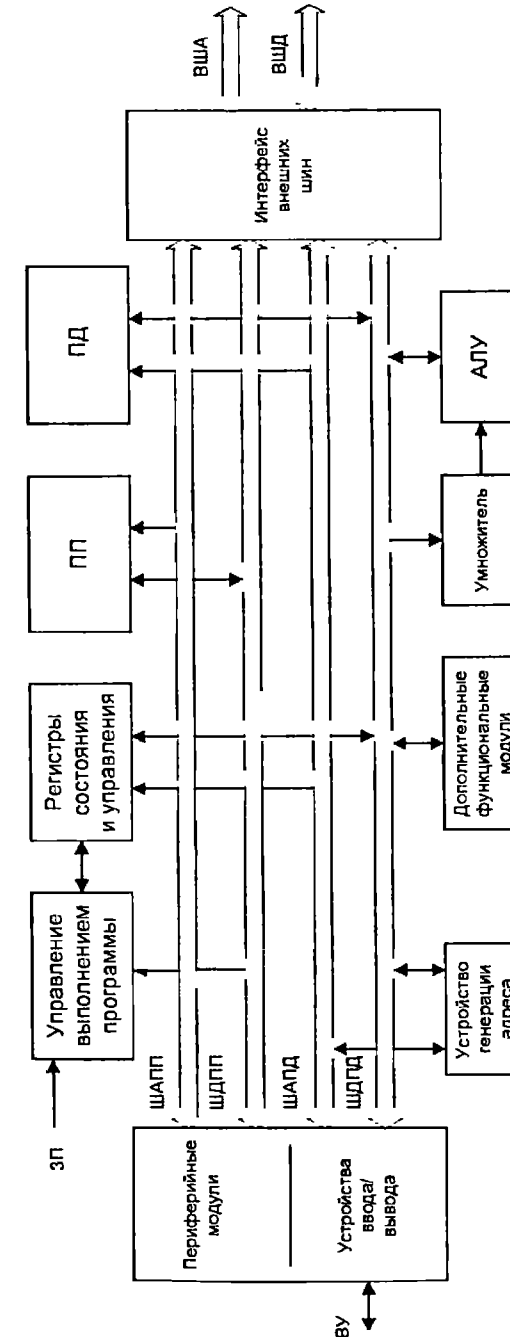 ЗП
Управление
выполнением
программы
Регистры
состояния
и управления
ПП
ПД
Периферийные
модули
Устройства
ввода/
вывода
ВУ
ШАПП
ШДПП
ШАПД
ШДПД
Интерфейс
внешних
шин
ВША
ВШД
Устройство
генерации
адреса
Дополнительные
функциональные
модули
Умножитель
АЛУ